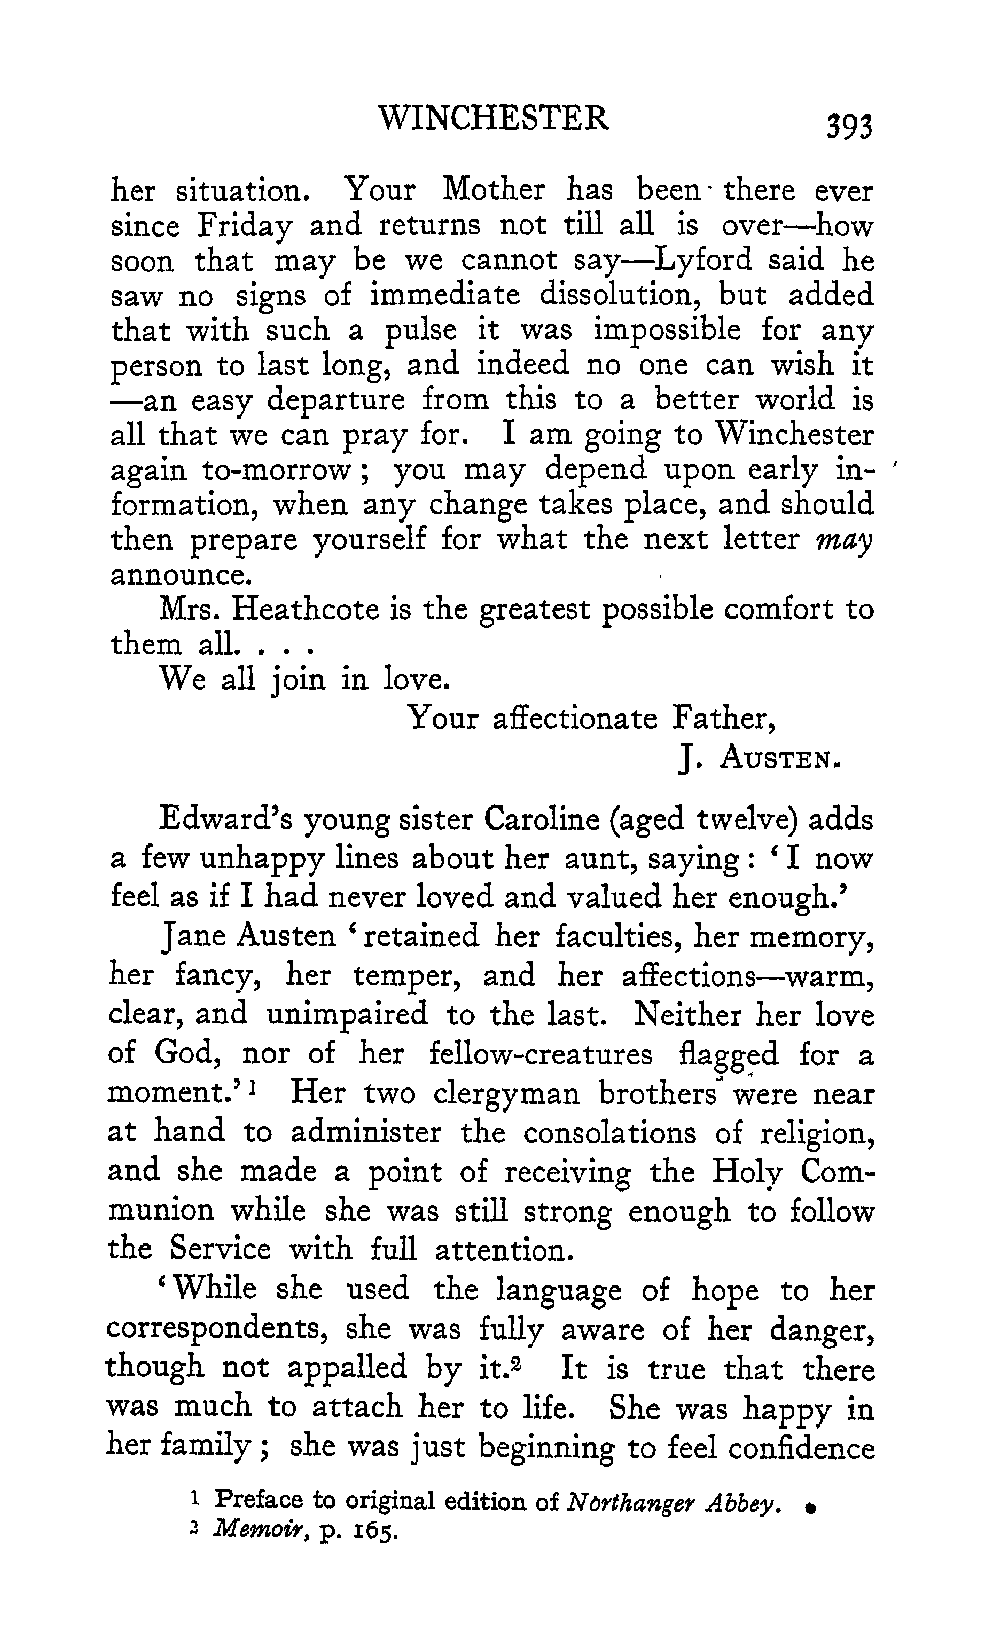 WINCHESTER 393
her situation. Your Mother has been there ever
since Friday and returns not till all is over—how
soon that may be we cannot say—Lyford said he
saw no signs of immediate dissolution, but added
that with such a pulse it was impossible for any
person to last long, and indeed no one can wish it
—an easy departure from this to a better world is
all that we can pray for. I am going to Winchester
again to-morrow ; you may depend upon early in-
formation, when any change takes place, and should
then prepare yourself for what the next letter may
announce.
Mrs. Heathcote is the greatest possible comfort to
them all. . . .
We all join in love.
Your affectionate Father,
J. AUSTEN.
Edward's young sister Caroline (aged twelve) adds
a few unhappy lines about her aunt, saying : ‘I now
feel as if I had never loved and valued her enough.’
Jane Austen ‘retained her faculties, her memory,
her fancy, her temper, and her affections—warm,
clear, and unimpaired to the last. Neither her love
of God, nor of her fellow-creatures flagged for a
moment.’¹ Her two clergyman brothers were near
at hand to administer the consolations of religion,
and she made a point of receiving the Holy Com-
munion while she was still strong enough to follow
the Service with full attention.
‘While she used the language of hope to her
correspondents, she was fully aware of her danger,
though not appalled by it.² It is true that there
was much to attach her to life. She was happy in
her family ; she was just beginning to feel confidence
¹ Preface to original edition of Northanger Abbey.
² Memoir, p. 165.